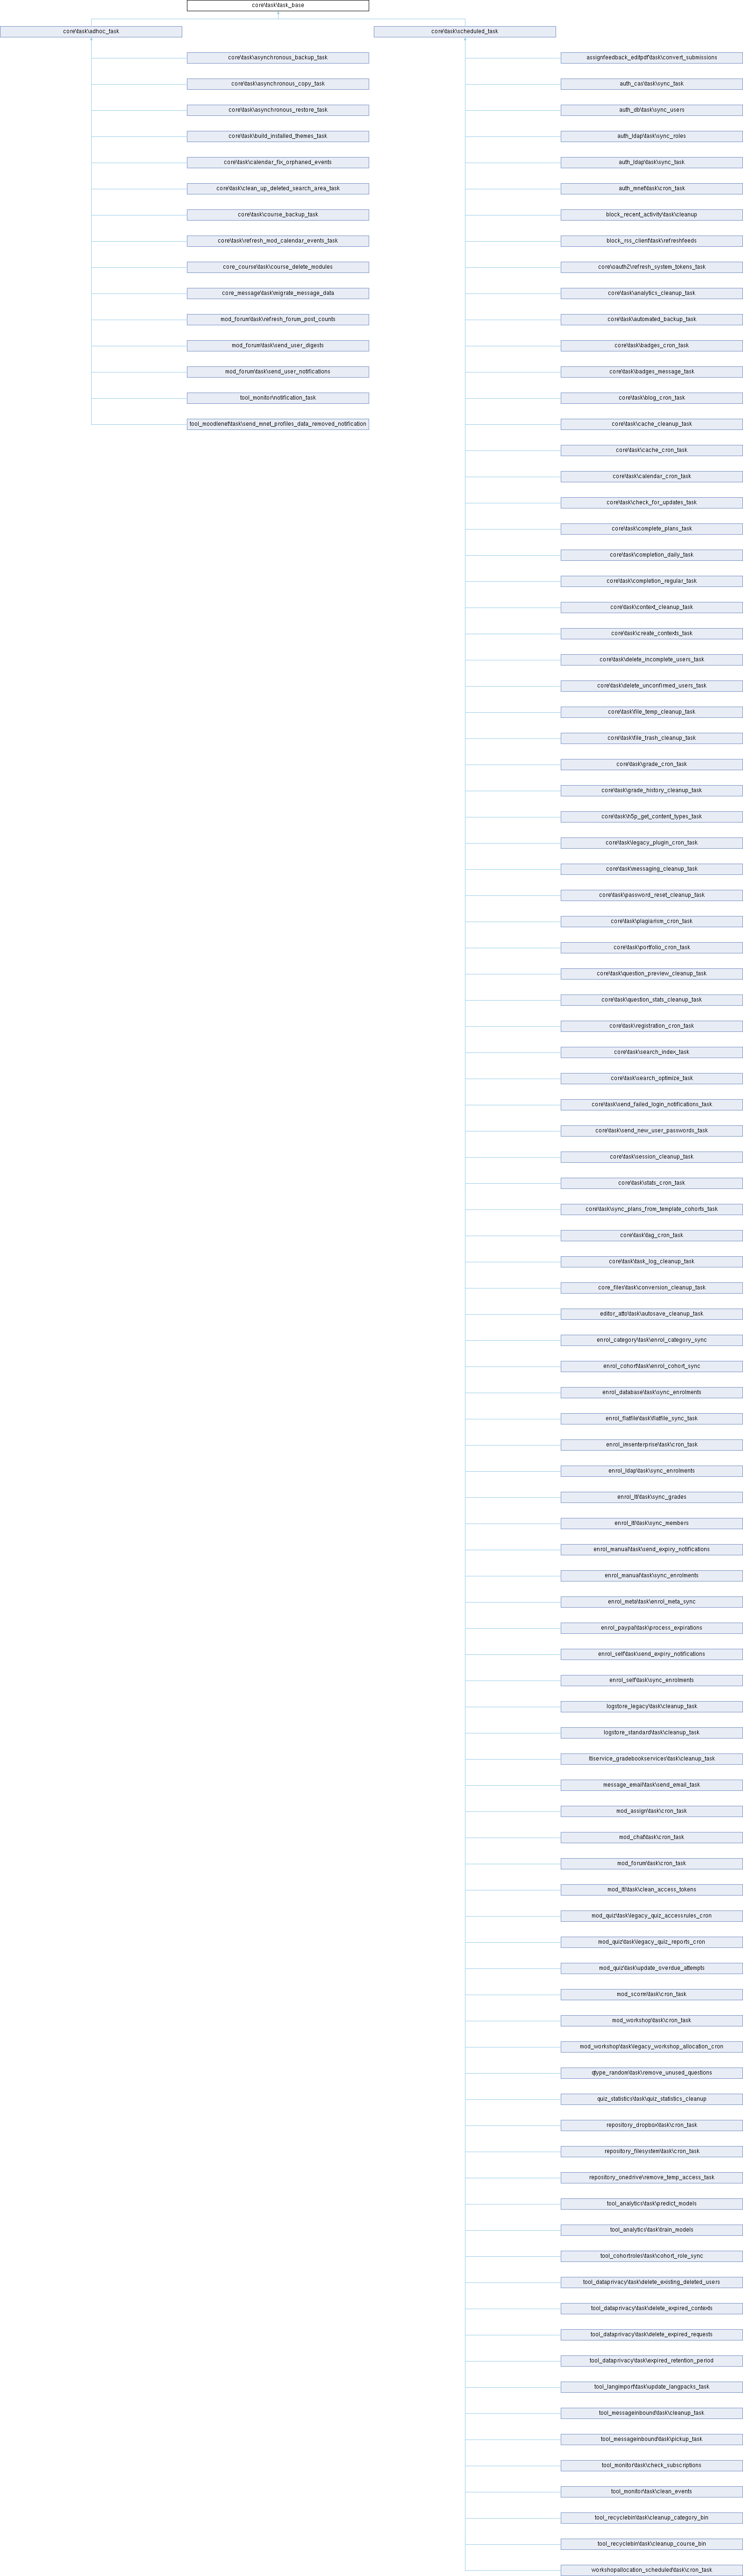 core\task\task_base
core\task\adhoc_task
core\task\scheduled_task
core\task\asynchronous_backup_task
core\task\asynchronous_copy_task
core\task\asynchronous_restore_task
core\task\build_installed_themes_task
core\task\calendar_fix_orphaned_events
core\task\clean_up_deleted_search_area_task
core\task\course_backup_task
core\task\refresh_mod_calendar_events_task
core_course\task\course_delete_modules
core_message\task\migrate_message_data
mod_forum\task\refresh_forum_post_counts
mod_forum\task\send_user_digests
mod_forum\task\send_user_notifications
tool_monitor\notification_task
tool_moodlenet\task\send_mnet_profiles_data_removed_notification
assignfeedback_editpdf\task\convert_submissions
auth_cas\task\sync_task
auth_db\task\sync_users
auth_ldap\task\sync_roles
auth_ldap\task\sync_task
auth_mnet\task\cron_task
block_recent_activity\task\cleanup
block_rss_client\task\refreshfeeds
core\oauth2\refresh_system_tokens_task
core\task\analytics_cleanup_task
core\task\automated_backup_task
core\task\badges_cron_task
core\task\badges_message_task
core\task\blog_cron_task
core\task\cache_cleanup_task
core\task\cache_cron_task
core\task\calendar_cron_task
core\task\check_for_updates_task
core\task\complete_plans_task
core\task\completion_daily_task
core\task\completion_regular_task
core\task\context_cleanup_task
core\task\create_contexts_task
core\task\delete_incomplete_users_task
core\task\delete_unconfirmed_users_task
core\task\file_temp_cleanup_task
core\task\file_trash_cleanup_task
core\task\grade_cron_task
core\task\grade_history_cleanup_task
core\task\h5p_get_content_types_task
core\task\legacy_plugin_cron_task
core\task\messaging_cleanup_task
core\task\password_reset_cleanup_task
core\task\plagiarism_cron_task
core\task\portfolio_cron_task
core\task\question_preview_cleanup_task
core\task\question_stats_cleanup_task
core\task\registration_cron_task
core\task\search_index_task
core\task\search_optimize_task
core\task\send_failed_login_notifications_task
core\task\send_new_user_passwords_task
core\task\session_cleanup_task
core\task\stats_cron_task
core\task\sync_plans_from_template_cohorts_task
core\task\tag_cron_task
core\task\task_log_cleanup_task
core_files\task\conversion_cleanup_task
editor_atto\task\autosave_cleanup_task
enrol_category\task\enrol_category_sync
enrol_cohort\task\enrol_cohort_sync
enrol_database\task\sync_enrolments
enrol_flatfile\task\flatfile_sync_task
enrol_imsenterprise\task\cron_task
enrol_ldap\task\sync_enrolments
enrol_lti\task\sync_grades
enrol_lti\task\sync_members
enrol_manual\task\send_expiry_notifications
enrol_manual\task\sync_enrolments
enrol_meta\task\enrol_meta_sync
enrol_paypal\task\process_expirations
enrol_self\task\send_expiry_notifications
enrol_self\task\sync_enrolments
logstore_legacy\task\cleanup_task
logstore_standard\task\cleanup_task
ltiservice_gradebookservices\task\cleanup_task
message_email\task\send_email_task
mod_assign\task\cron_task
mod_chat\task\cron_task
mod_forum\task\cron_task
mod_lti\task\clean_access_tokens
mod_quiz\task\legacy_quiz_accessrules_cron
mod_quiz\task\legacy_quiz_reports_cron
mod_quiz\task\update_overdue_attempts
mod_scorm\task\cron_task
mod_workshop\task\cron_task
mod_workshop\task\legacy_workshop_allocation_cron
qtype_random\task\remove_unused_questions
quiz_statistics\task\quiz_statistics_cleanup
repository_dropbox\task\cron_task
repository_filesystem\task\cron_task
repository_onedrive\remove_temp_access_task
tool_analytics\task\predict_models
tool_analytics\task\train_models
tool_cohortroles\task\cohort_role_sync
tool_dataprivacy\task\delete_existing_deleted_users
tool_dataprivacy\task\delete_expired_contexts
tool_dataprivacy\task\delete_expired_requests
tool_dataprivacy\task\expired_retention_period
tool_langimport\task\update_langpacks_task
tool_messageinbound\task\cleanup_task
tool_messageinbound\task\pickup_task
tool_monitor\task\check_subscriptions
tool_monitor\task\clean_events
tool_recyclebin\task\cleanup_category_bin
tool_recyclebin\task\cleanup_course_bin
workshopallocation_scheduled\task\cron_task